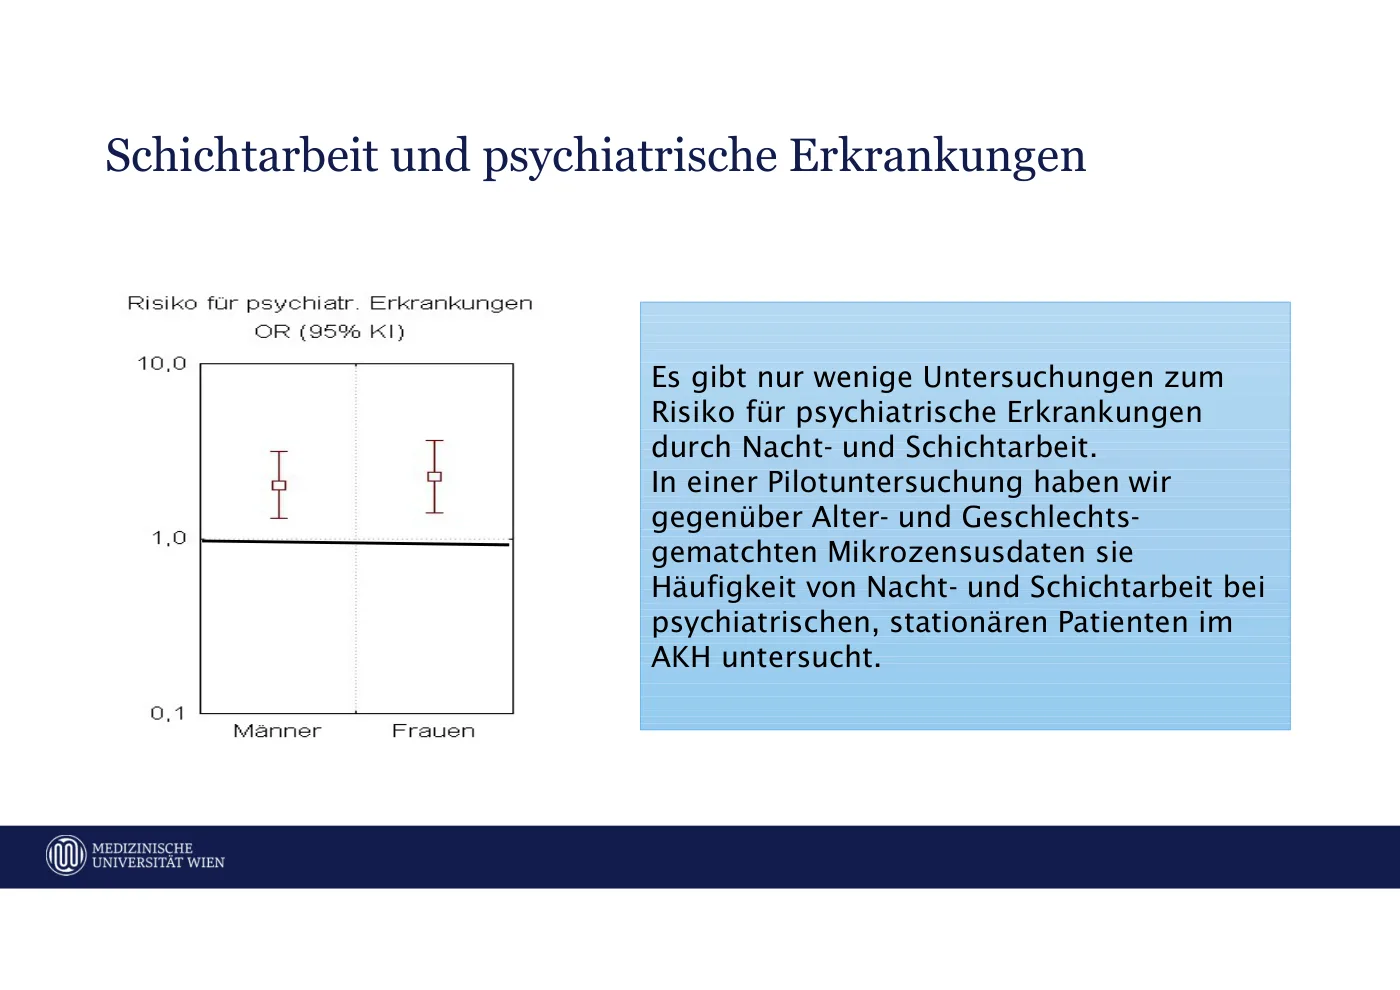 Schichtarbeit und psychiatrische Erkrankungen
Risiko für psychiatr. Erkrankungen
OR (95% KI)
10,0
1,0
0,1
Männer
Frauen
Es gibt nur wenige Untersuchungen zum
Risiko für psychiatrische Erkrankungen
durch Nacht- und Schichtarbeit.
In einer Pilotuntersuchung haben wir
gegenüber Alter- und Geschlechts-
gematchten Mikrozensusdaten sie
Häufigkeit von Nacht- und Schichtarbeit bei
psychiatrischen, stationären Patienten im
AKH untersucht.
MEDIZINISCHE
UNIVERSITÄT WIEN